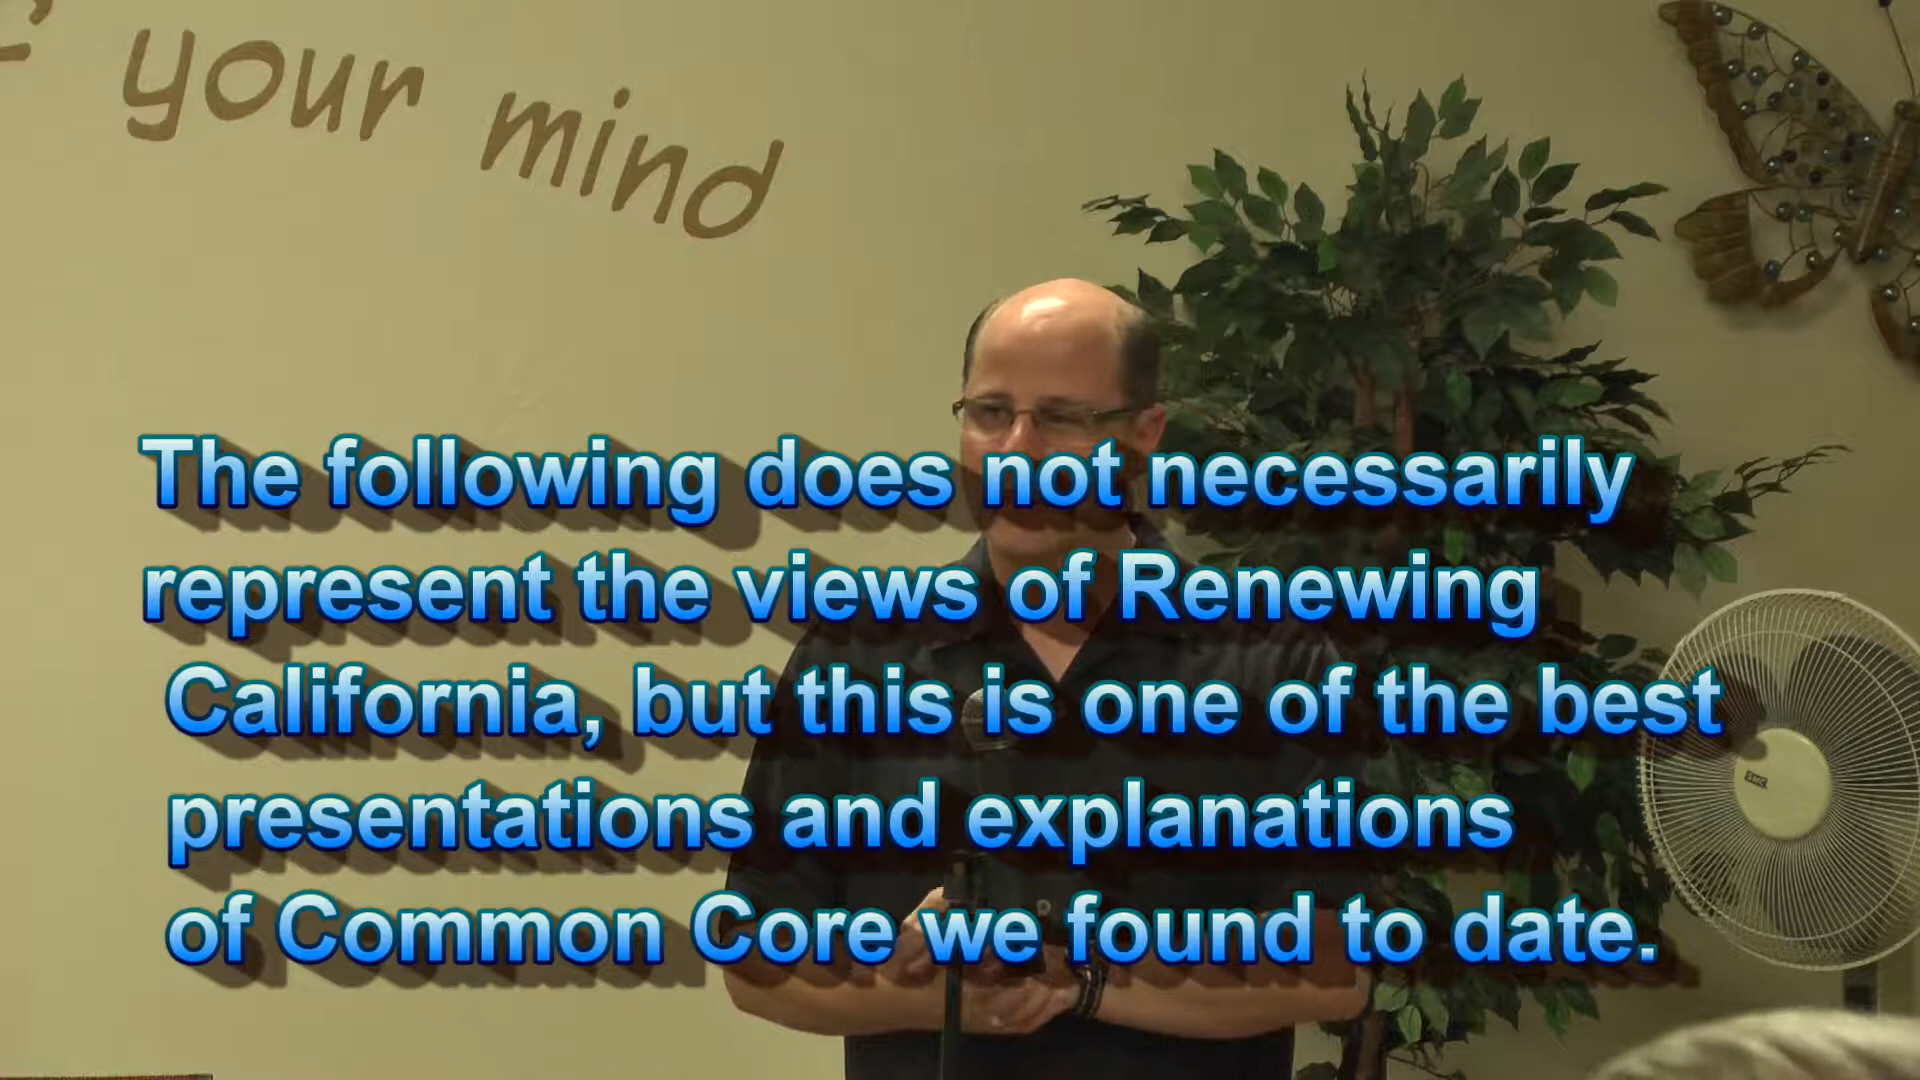 your mind
The following does not necessarily
represent the views of Renewing
California, but this is one of the best
presentations and explanations
of Common Core we found to date.
SMC